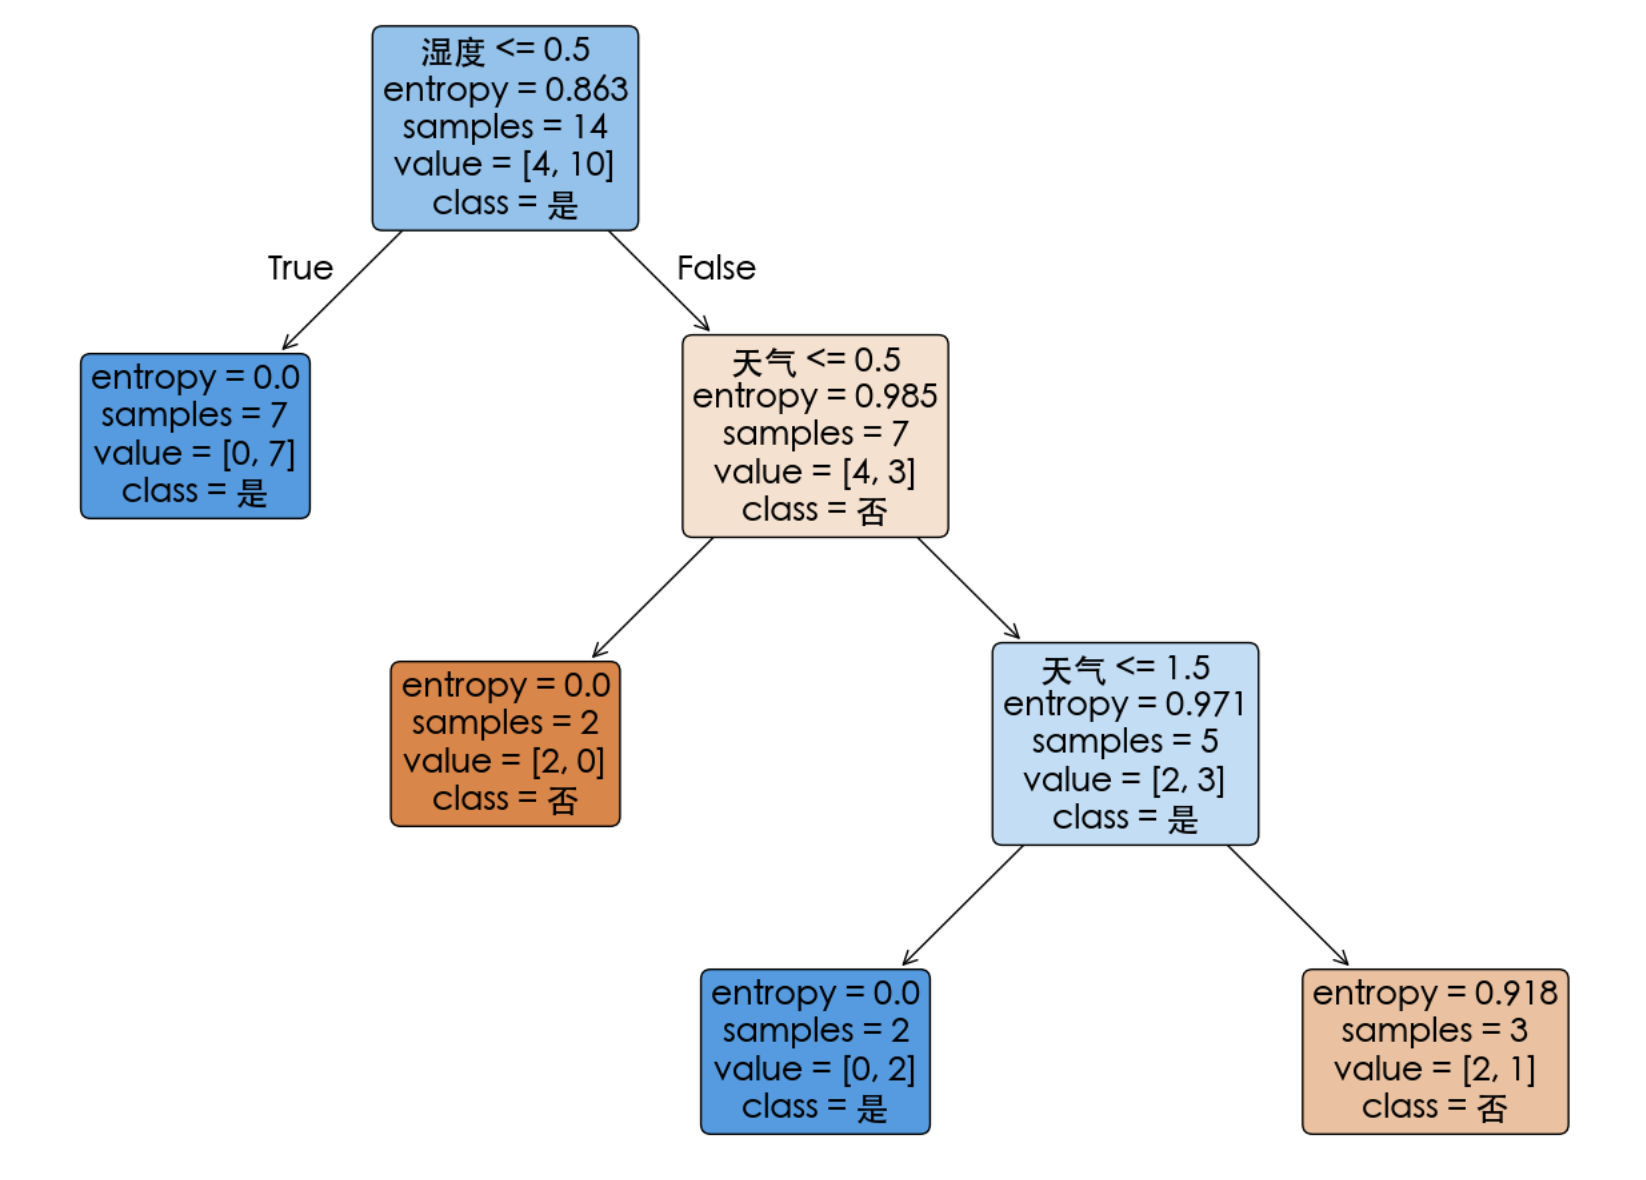 湿度 <= 0.5
entropy = 0.863
samples = 14
value = [4, 10]
class = 是
True
False
entropy = 0.0
samples = 7
value = [0, 7]
class = 是
天气 <= 0.5
entropy = 0.985
samples = 7
value = [4, 3]
class = 否
entropy = 0.0
samples = 2
value = [2, 0]
class = 否
天气 <= 1.5
entropy = 0.971
samples = 5
value = [2, 3]
class = 是
entropy = 0.0
samples = 2
value = [0, 2]
class = 是
entropy = 0.918
samples = 3
value = [2, 1]
class = 否